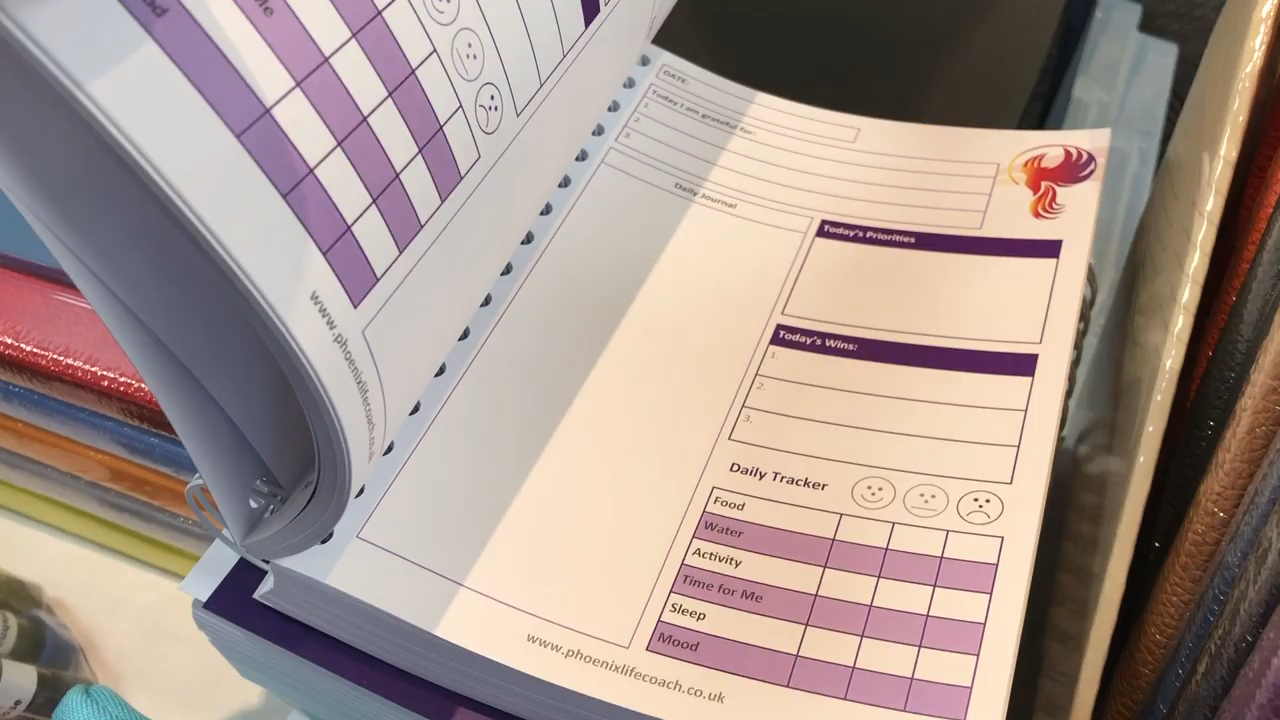 Me
www.phoenixlifecoach.co.uk
DATE:
Today I am grateful for:
1.
2.
3.
Daily Journal
Today's Priorities
Today's Wins:
1.
2.
3.
Daily Tracker
Food
Water
Activity
Time for Me
Sleep
Mood
www.phoenixlifecoach.co.uk